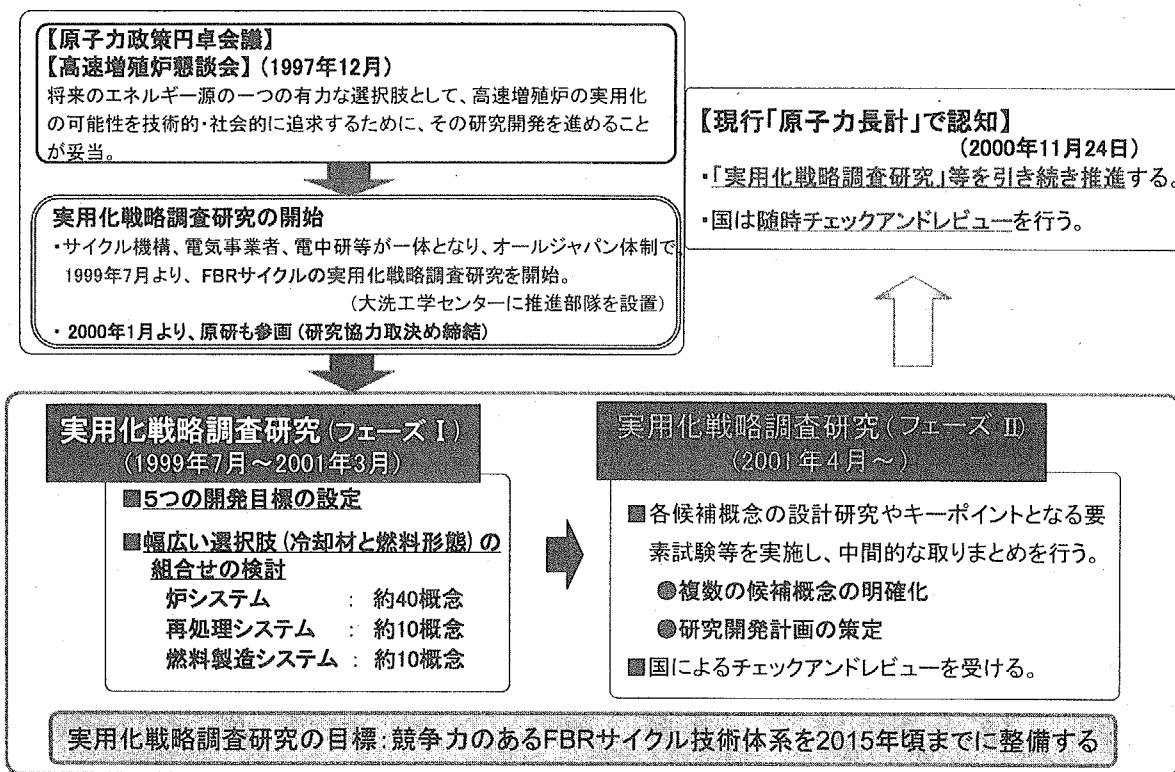 【原子力政策円卓会議】
【高速増殖炉懇談会】(1997年12月)
将来のエネルギー源の一つの有力な選択肢として、高速増殖炉の実用化
の可能性を技術的・社会的に追求するために、その研究開発を進めること
が妥当。
実用化戦略調査研究の開始
・サイクル機構、電気事業者、電中研等が一体となり、オールジャパン体制で
1999年7月より、FBRサイクルの実用化戦略調査研究を開始。
(大洗工学センターに推進部隊を設置)
・2000年1月より、原研も参画(研究協力取決め締結)
【現行「原子力長計」で認知】
(2000年11月24日)
・「実用化戦略調査研究」等を引き続き推進する。
・国は随時チェックアンドレビューを行う。
実用化戦略調査研究(フェーズⅠ)
(1999年7月～2001年3月)
■5つの開発目標の設定
■幅広い選択肢(冷却材と燃料形態)の
組合せの検討
炉システム : 約40概念
再処理システム : 約10概念
燃料製造システム : 約10概念
実用化戦略調査研究(フェーズⅡ)
(2001年4月～)
■各候補概念の設計研究やキーポイントとなる要
素試験等を実施し、中間的な取りまとめを行う。
●複数の候補概念の明確化
●研究開発計画の策定
■国によるチェックアンドレビューを受ける。
実用化戦略調査研究の目標:競争力のあるFBRサイクル技術体系を2015年頃までに整備する